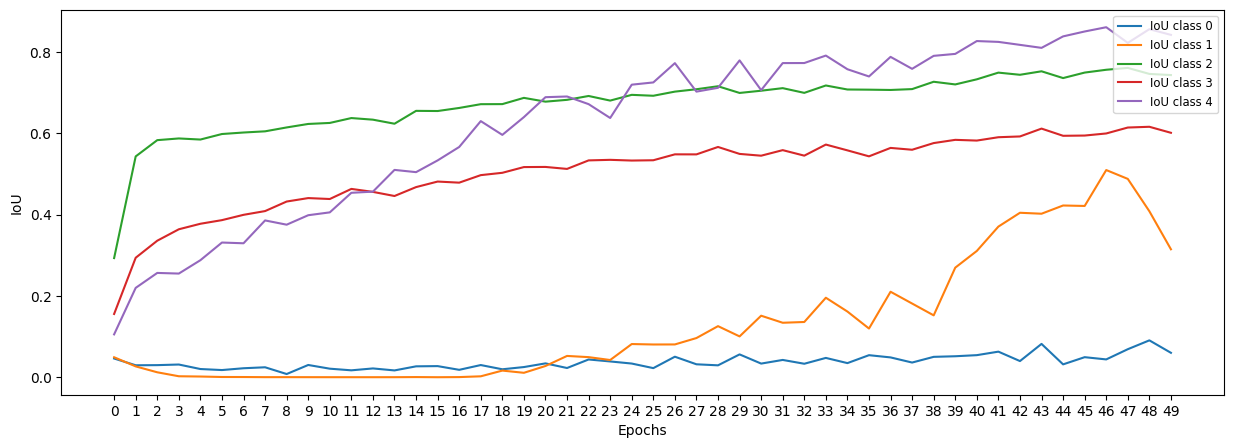 IoU class 0
IoU class 1
IoU class 2
IoU class 3
IoU class 4
IoU
0.8
0.6
0.4
0.2
0.0
0 1 2 3 4 5 6 7 8 9 10 11 12 13 14 15 16 17 18 19 20 21 22 23 24 25 26 27 28 29 30 31 32 33 34 35 36 37 38 39 40 41 42 43 44 45 46 47 48 49
Epochs